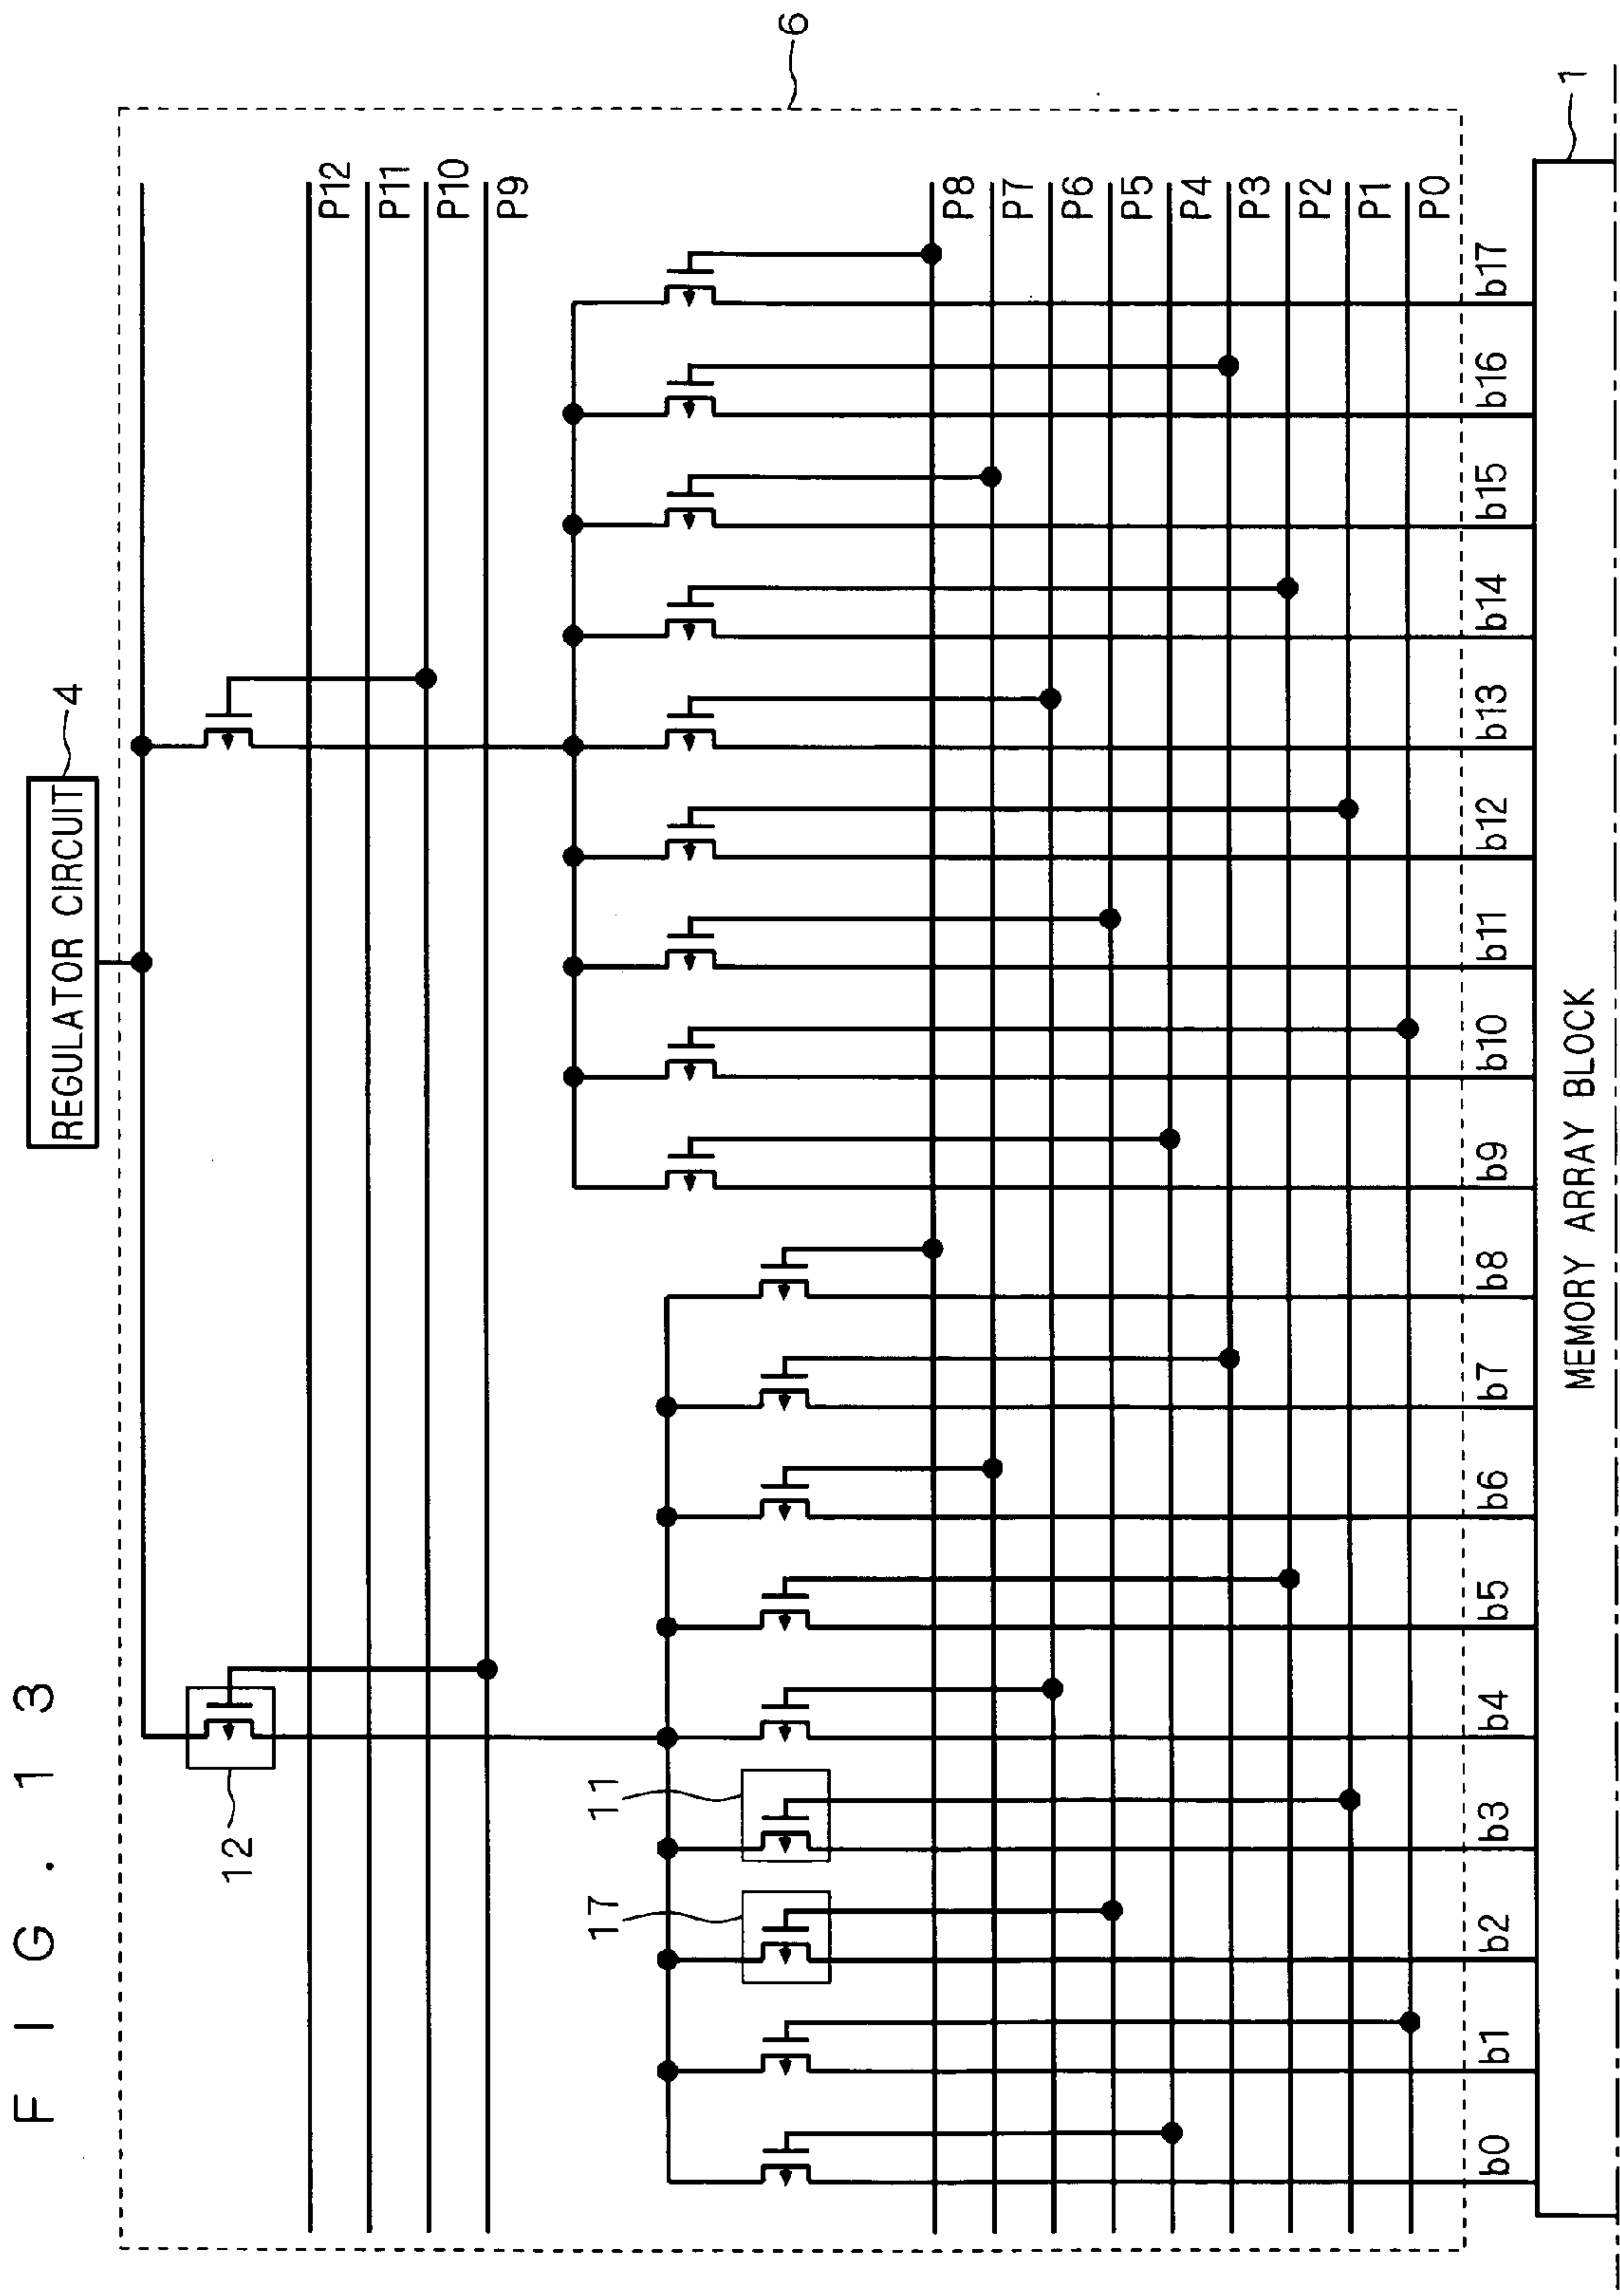 FIG. 13
REGULATOR CIRCUIT
4
6
12
P12
P11
P10
P9
17
11
P8
P7
P6
P5
P4
P3
P2
P1
P0
b0 b1 b2 b3 b4 b5 b6 b7 b8 b9 b10 b11 b12 b13 b14 b15 b16 b17
MEMORY ARRAY BLOCK
1